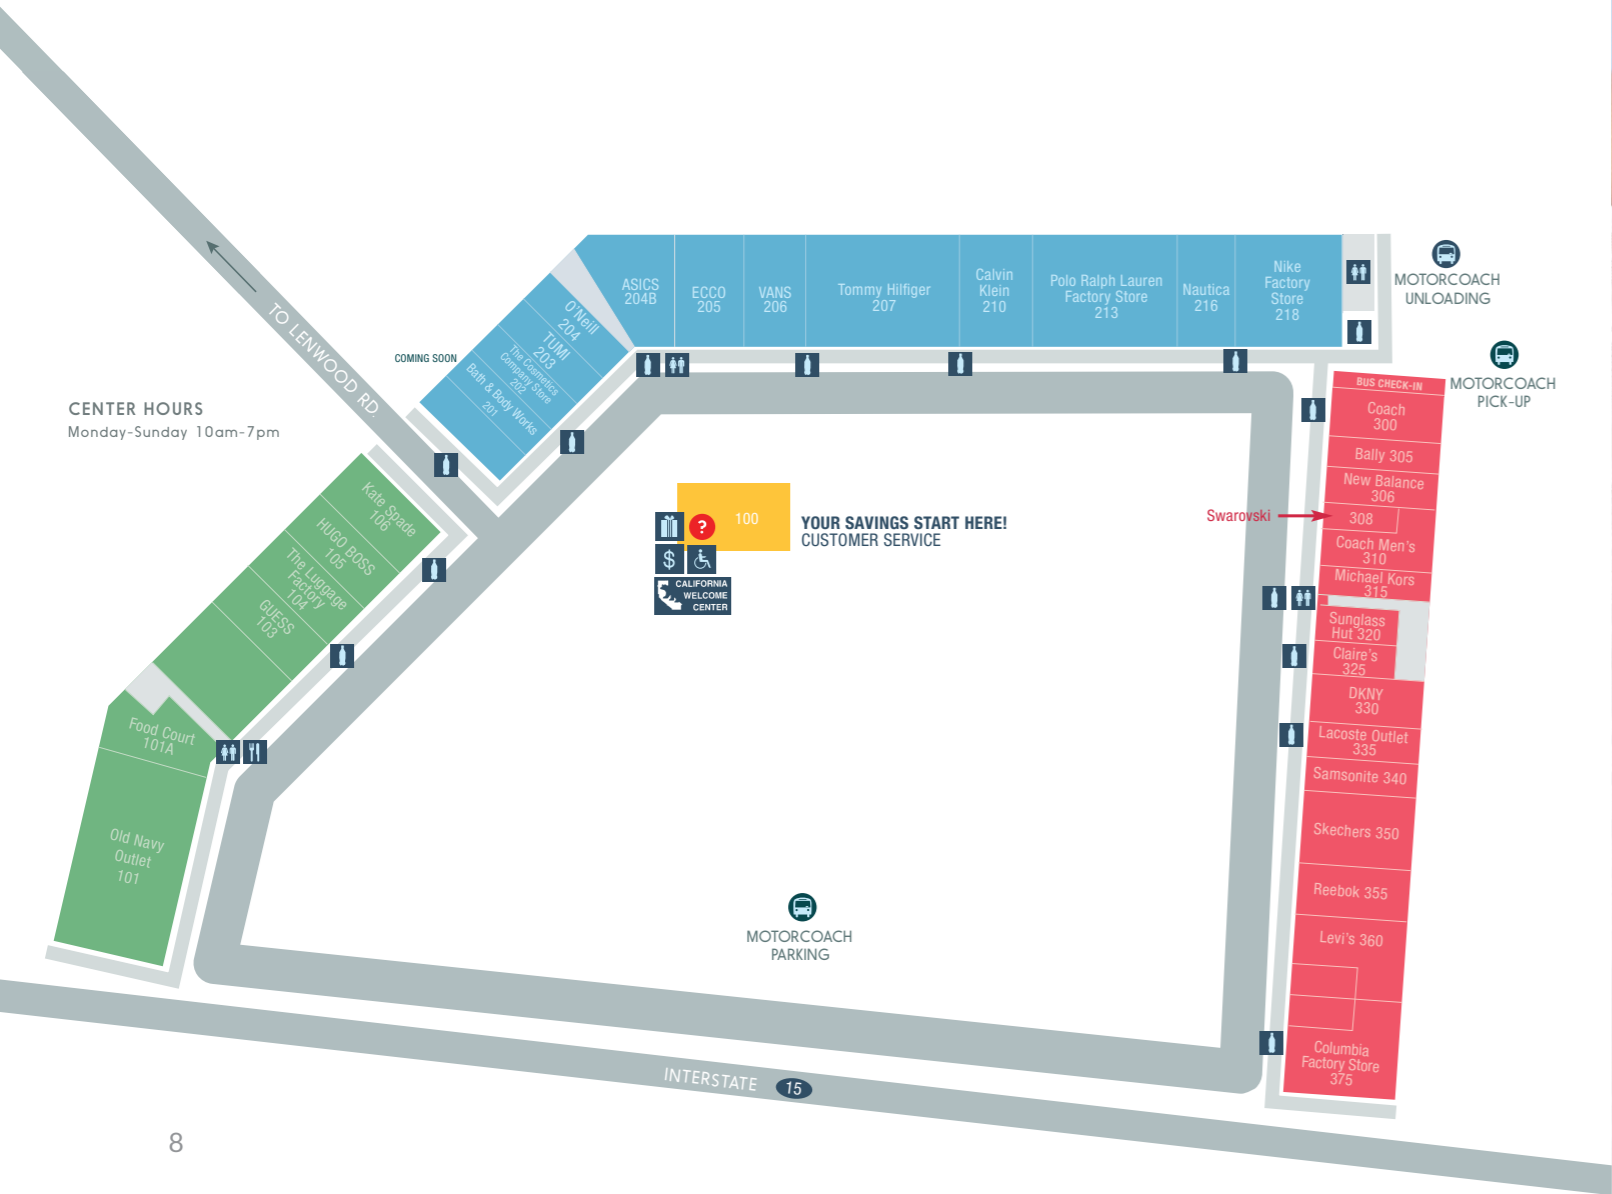 TO LENWOOD RD.
CENTER HOURS
Monday-Sunday 10am-7pm
COMING SOON
O'Neill
204
TUMI
203
The Cosmetics
Company Store
202
Bath & Body Works
201
ASICS
204B
ECCO
205
VANS
206
Tommy Hilfiger
207
Calvin
Klein
210
Polo Ralph Lauren
Factory Store
213
Nautica
216
Nike
Factory
Store
218
MOTORCOACH
UNLOADING
MOTORCOACH
PICK-UP
BUS CHECK-IN
Coach
300
Bally 305
New Balance
306
Swarovski
308
Coach Men's
310
Michael Kors
315
Sunglass
Hut 320
Claire's
325
DKNY
330
Lacoste Outlet
335
Samsonite 340
Skechers 350
Reebok 355
Levi's 360
Columbia
Factory Store
375
Kate Spade
106
HUGO BOSS
105
The Luggage
Factory
104
GUESS
103
Food Court
101A
Old Navy
Outlet
101
100
?
$
CALIFORNIA
WELCOME
CENTER
YOUR SAVINGS START HERE!
CUSTOMER SERVICE
MOTORCOACH
PARKING
INTERSTATE 15
8